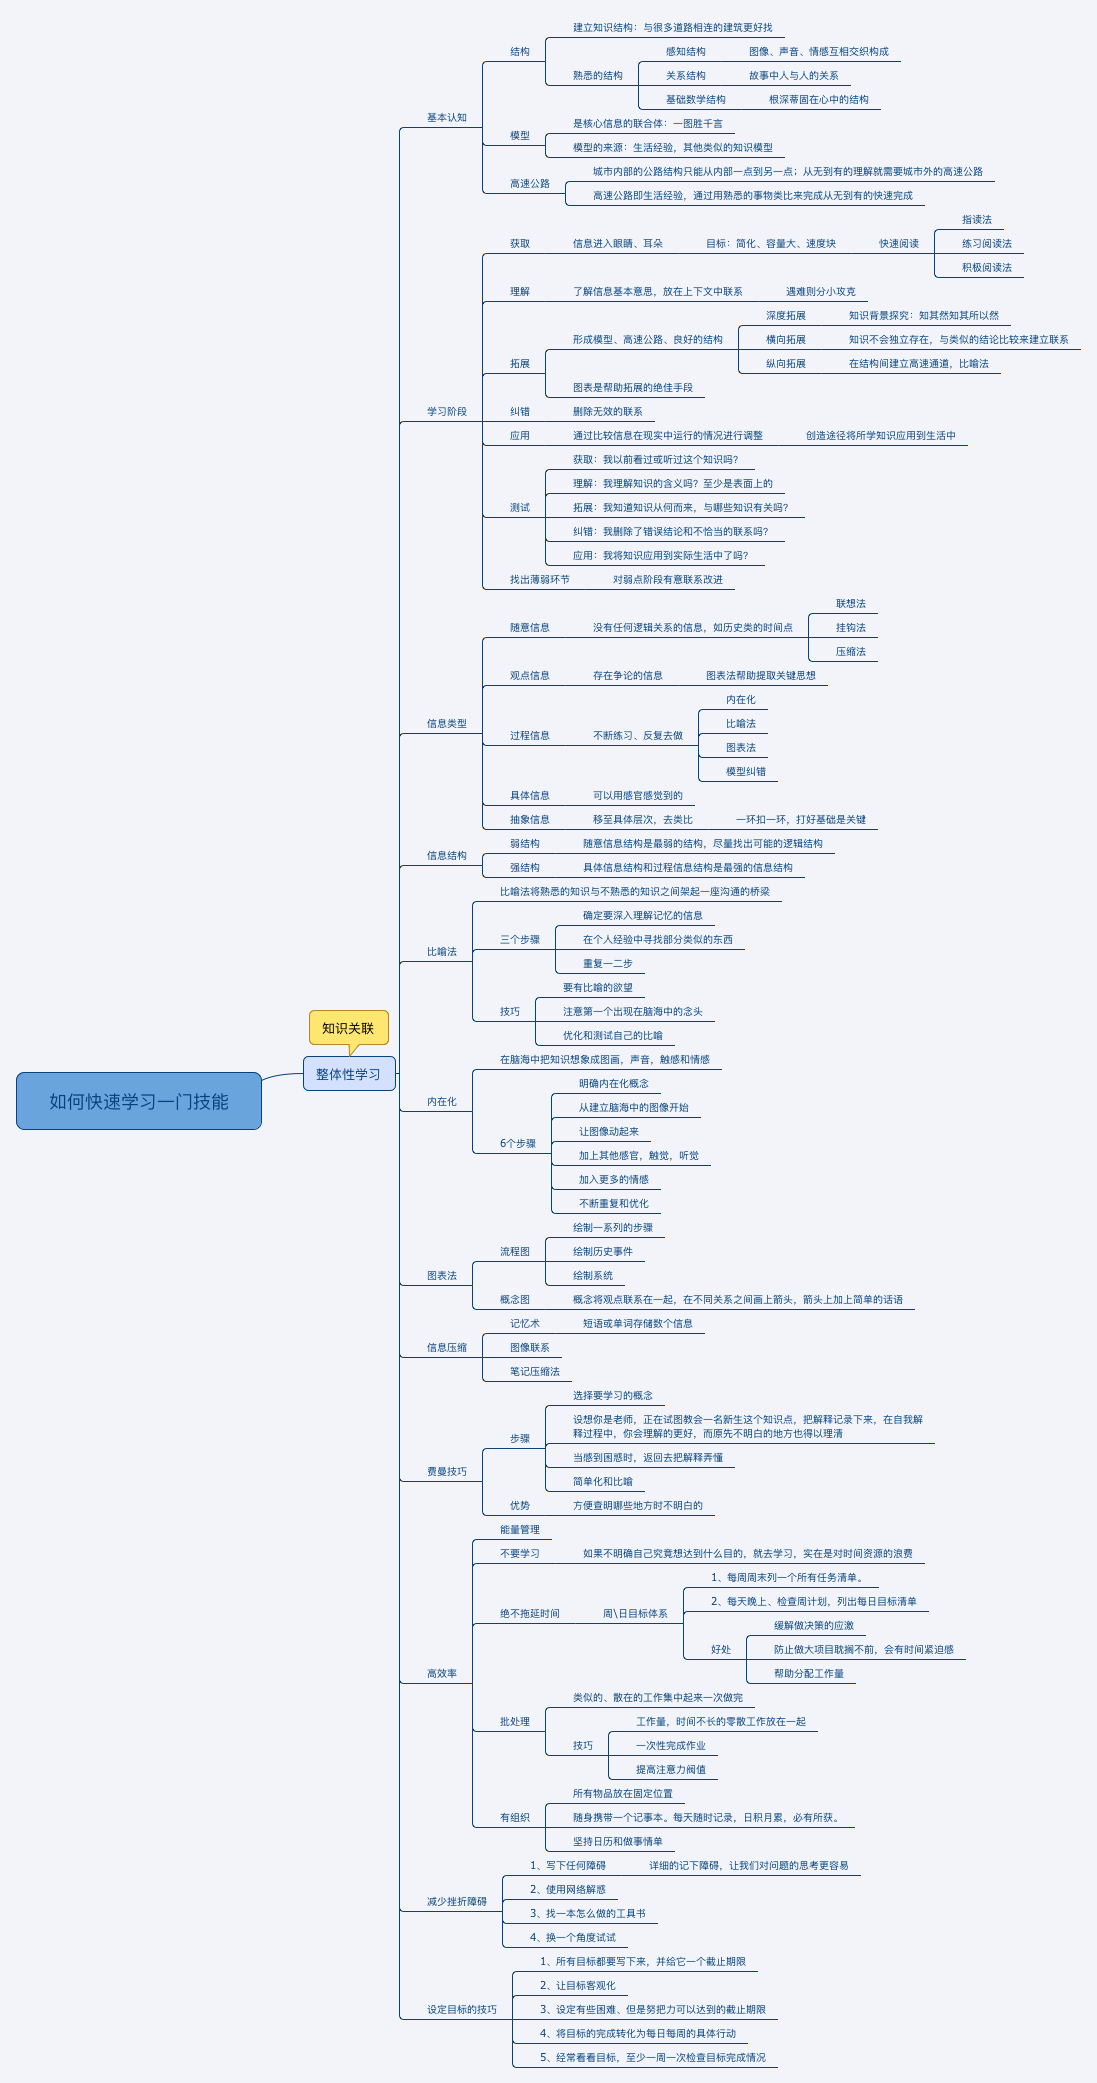 如何快速学习一门技能
知识关联
整体性学习
基本认知
结构
建立知识结构：与很多道路相连的建筑更好找
熟悉的结构
感知结构
图像、声音、情感互相交织构成
关系结构
故事中人与人的关系
基础数学结构
根深蒂固在心中的结构
模型
是核心信息的联合体：一图胜千言
模型的来源：生活经验，其他类似的知识模型
高速公路
城市内部的公路结构只能从内部一点到另一点；从无到有的理解就需要城市外的高速公路
高速公路即生活经验，通过用熟悉的事物类比来完成从无到有的快速完成
学习阶段
获取
信息进入眼睛、耳朵
目标：简化、容量大、速度块
快速阅读
指读法
练习阅读法
积极阅读法
理解
了解信息基本意思，放在上下文中联系
遇难则分小攻克
拓展
形成模型、高速公路、良好的结构
深度拓展
知识背景探究：知其然知其所以然
横向拓展
知识不会独立存在，与类似的结论比较来建立联系
纵向拓展
在结构间建立高速通道，比喻法
图表是帮助拓展的绝佳手段
纠错
删除无效的联系
应用
通过比较信息在现实中运行的情况进行调整
创造途径将所学知识应用到生活中
测试
获取：我以前看过或听过这个知识吗？
理解：我理解知识的含义吗？至少是表面上的
拓展：我知道知识从何而来，与哪些知识有关吗？
纠错：我删除了错误结论和不恰当的联系吗？
应用：我将知识应用到实际生活中了吗？
找出薄弱环节
对弱点阶段有意联系改进
信息类型
随意信息
没有任何逻辑关系的信息，如历史类的时间点
联想法
挂钩法
压缩法
观点信息
存在争论的信息
图表法帮助提取关键思想
过程信息
不断练习、反复去做
内在化
比喻法
图表法
模型纠错
具体信息
可以用感官感觉到的
抽象信息
移至具体层次，去类比
一环扣一环，打好基础是关键
信息结构
弱结构
随意信息结构是最弱的结构，尽量找出可能的逻辑结构
强结构
具体信息结构和过程信息结构是最强的信息结构
比喻法
比喻法将熟悉的知识与不熟悉的知识之间架起一座沟通的桥梁
三个步骤
确定要深入理解记忆的信息
在个人经验中寻找部分类似的东西
重复一二步
技巧
要有比喻的欲望
注意第一个出现在脑海中的念头
优化和测试自己的比喻
内在化
在脑海中把知识想象成图画，声音，触感和情感
6个步骤
明确内在化概念
从建立脑海中的图像开始
让图像动起来
加上其他感官，触觉，听觉
加入更多的情感
不断重复和优化
图表法
流程图
绘制一系列的步骤
绘制历史事件
绘制系统
概念图
概念将观点联系在一起，在不同关系之间画上箭头，箭头上加上简单的话语
信息压缩
记忆术
短语或单词存储数个信息
图像联系
笔记压缩法
费曼技巧
步骤
选择要学习的概念
设想你是老师，正在试图教会一名新生这个知识点，把解释记录下来，在自我解
释过程中，你会理解的更好，而原先不明白的地方也得以理清
当感到困惑时，返回去把解释弄懂
简单化和比喻
优势
方便查明哪些地方时不明白的
高效率
能量管理
不要学习
如果不明确自己究竟想达到什么目的，就去学习，实在是对时间资源的浪费
绝不拖延时间
周\日目标体系
1、每周周末列一个所有任务清单。
2、每天晚上、检查周计划，列出每日目标清单
好处
缓解做决策的应激
防止做大项目耽搁不前，会有时间紧迫感
帮助分配工作量
批处理
类似的、散在的工作集中起来一次做完
技巧
工作量，时间不长的零散工作放在一起
一次性完成作业
提高注意力阀值
有组织
所有物品放在固定位置
随身携带一个记事本。每天随时记录，日积月累，必有所获。
坚持日历和做事情单
减少挫折障碍
1、写下任何障碍
详细的记下障碍，让我们对问题的思考更容易
2、使用网络解惑
3、找一本怎么做的工具书
4、换一个角度试试
设定目标的技巧
1、所有目标都要写下来，并给它一个截止期限
2、让目标客观化
3、设定有些困难、但是努把力可以达到的截止期限
4、将目标的完成转化为每日每周的具体行动
5、经常看看目标，至少一周一次检查目标完成情况